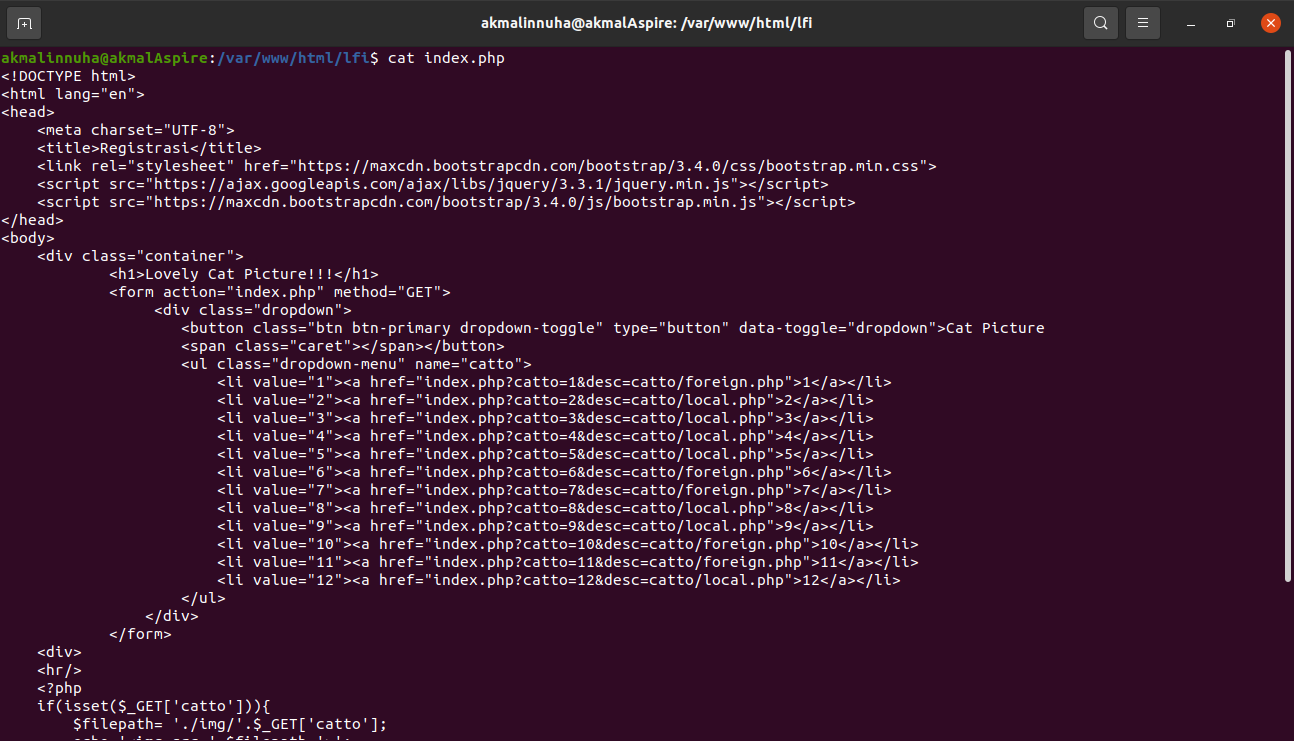 akmalinnuha@akmalAspire: /var/www/html/lfi
akmalinnuha@akmalAspire:/var/www/html/lfi$ cat index.php
<!DOCTYPE html>
<html lang="en">
<head>
    <meta charset="UTF-8">
    <title>Registrasi</title>
    <link rel="stylesheet" href="https://maxcdn.bootstrapcdn.com/bootstrap/3.4.0/css/bootstrap.min.css">
    <script src="https://ajax.googleapis.com/ajax/libs/jquery/3.3.1/jquery.min.js"></script>
    <script src="https://maxcdn.bootstrapcdn.com/bootstrap/3.4.0/js/bootstrap.min.js"></script>
</head>
<body>
    <div class="container">
            <h1>Lovely Cat Picture!!!</h1>
            <form action="index.php" method="GET">
                 <div class="dropdown">
                    <button class="btn btn-primary dropdown-toggle" type="button" data-toggle="dropdown">Cat Picture
                    <span class="caret"></span></button>
                    <ul class="dropdown-menu" name="catto">
                        <li value="1"><a href="index.php?catto=1&desc=catto/foreign.php">1</a></li>
                        <li value="2"><a href="index.php?catto=2&desc=catto/local.php">2</a></li>
                        <li value="3"><a href="index.php?catto=3&desc=catto/local.php">3</a></li>
                        <li value="4"><a href="index.php?catto=4&desc=catto/local.php">4</a></li>
                        <li value="5"><a href="index.php?catto=5&desc=catto/local.php">5</a></li>
                        <li value="6"><a href="index.php?catto=6&desc=catto/foreign.php">6</a></li>
                        <li value="7"><a href="index.php?catto=7&desc=catto/foreign.php">7</a></li>
                        <li value="8"><a href="index.php?catto=8&desc=catto/local.php">8</a></li>
                        <li value="9"><a href="index.php?catto=9&desc=catto/local.php">9</a></li>
                        <li value="10"><a href="index.php?catto=10&desc=catto/foreign.php">10</a></li>
                        <li value="11"><a href="index.php?catto=11&desc=catto/foreign.php">11</a></li>
                        <li value="12"><a href="index.php?catto=12&desc=catto/local.php">12</a></li>
                    </ul>
                </div>
            </form>
    <div>
    <hr/>
    <?php
    if(isset($_GET['catto'])){
        $filepath= './img/'.$_GET['catto'];